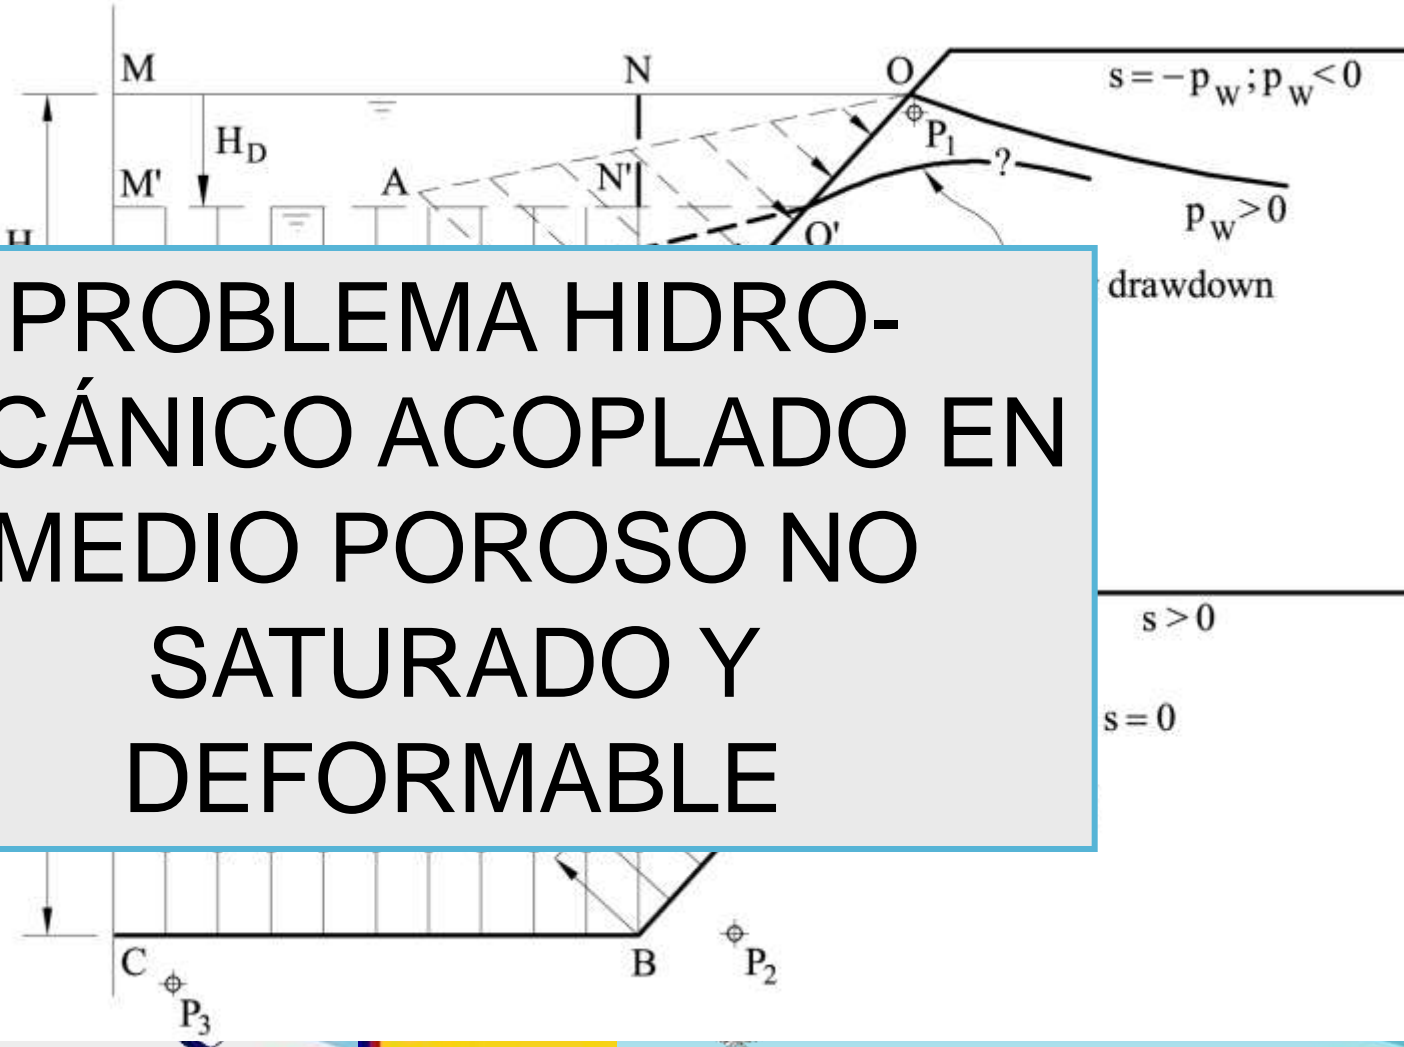 M
N
O
s = −p_W ; p_W < 0
H_D
P_1
M'
A
N'
?
p_W > 0
H
O'
drawdown
PROBLEMA HIDRO-
CÁNICO ACOPLADO EN
MEDIO POROSO NO
SATURADO Y
DEFORMABLE
s > 0
s = 0
C
B
P_2
P_3